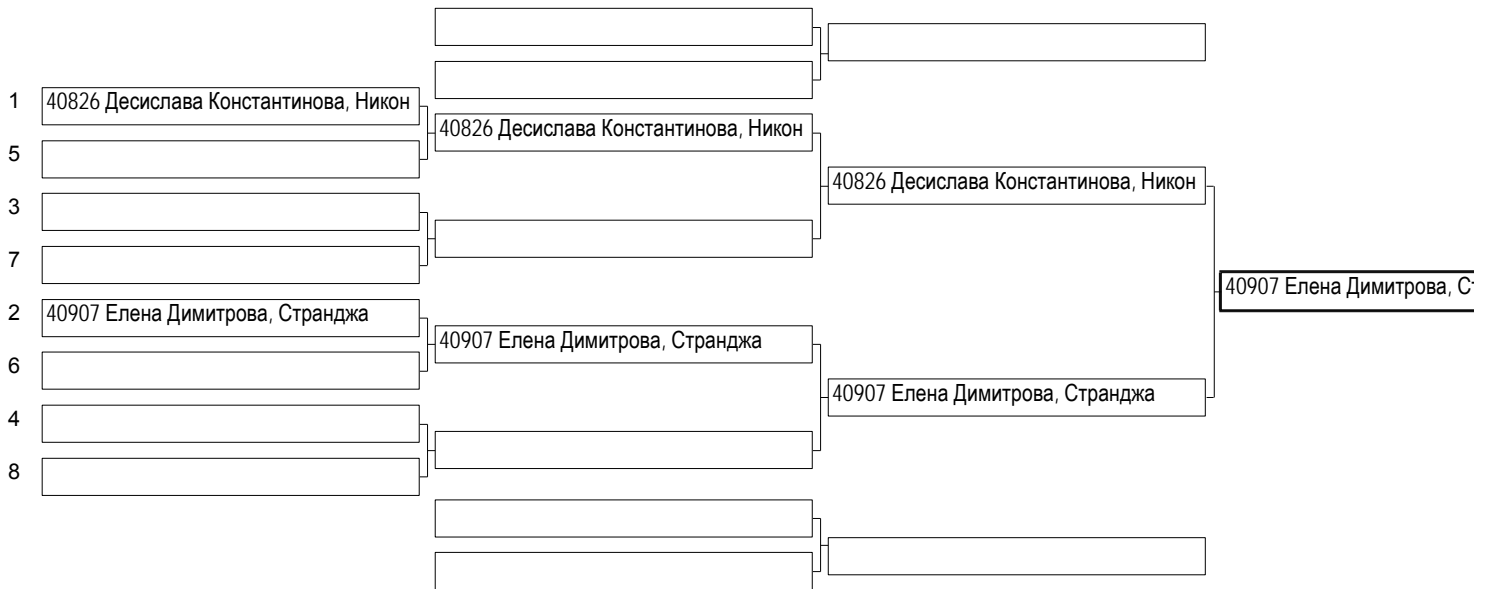 1 40826 Десислава Константинова, Никон
5
3
7
2 40907 Елена Димитрова, Странджа
6
4
8
40826 Десислава Константинова, Никон
40907 Елена Димитрова, Странджа
40826 Десислава Константинова, Никон
40907 Елена Димитрова, Странджа
40907 Елена Димитрова,